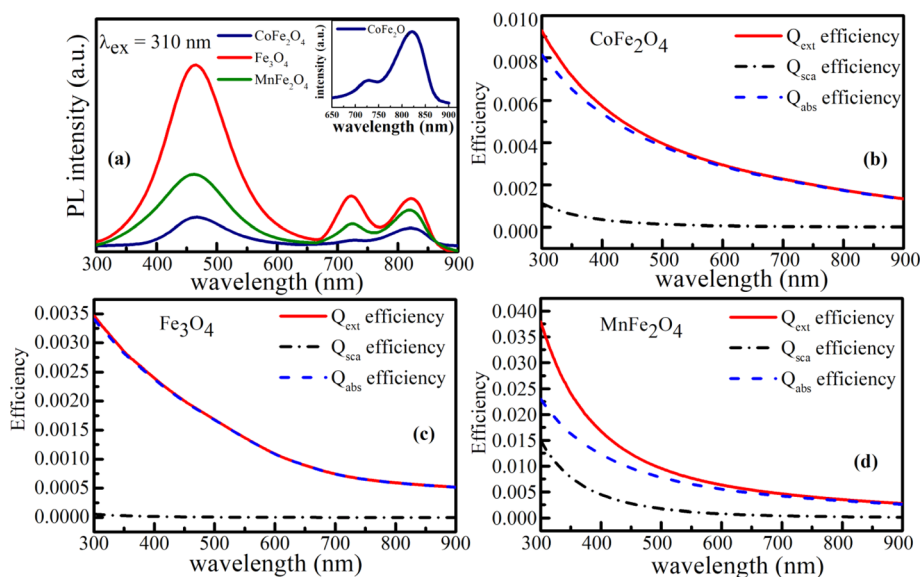 λex = 310 nm
CoFe2O4
Fe3O4
MnFe2O4
(a)
PL intensity (a.u.)
300 400 500 600 700 800 900
wavelength (nm)
CoFe2O
intensity (a.u.)
650 700 750 800 850 900
wavelength (nm)
0.010
0.008
0.006
0.004
0.002
0.000
Efficiency
CoFe2O4
Qext efficiency
Qsca efficiency
Qabs efficiency
(b)
300 400 500 600 700 800 900
wavelength (nm)
0.0035
0.0030
0.0025
0.0020
0.0015
0.0010
0.0005
0.0000
Efficiency
Fe3O4
Qext efficiency
Qsca efficiency
Qabs efficiency
(c)
300 400 500 600 700 800 900
wavelength (nm)
0.040
0.035
0.030
0.025
0.020
0.015
0.010
0.005
0.000
Efficiency
MnFe2O4
Qext efficiency
Qsca efficiency
Qabs efficiency
(d)
300 400 500 600 700 800 900
wavelength (nm)